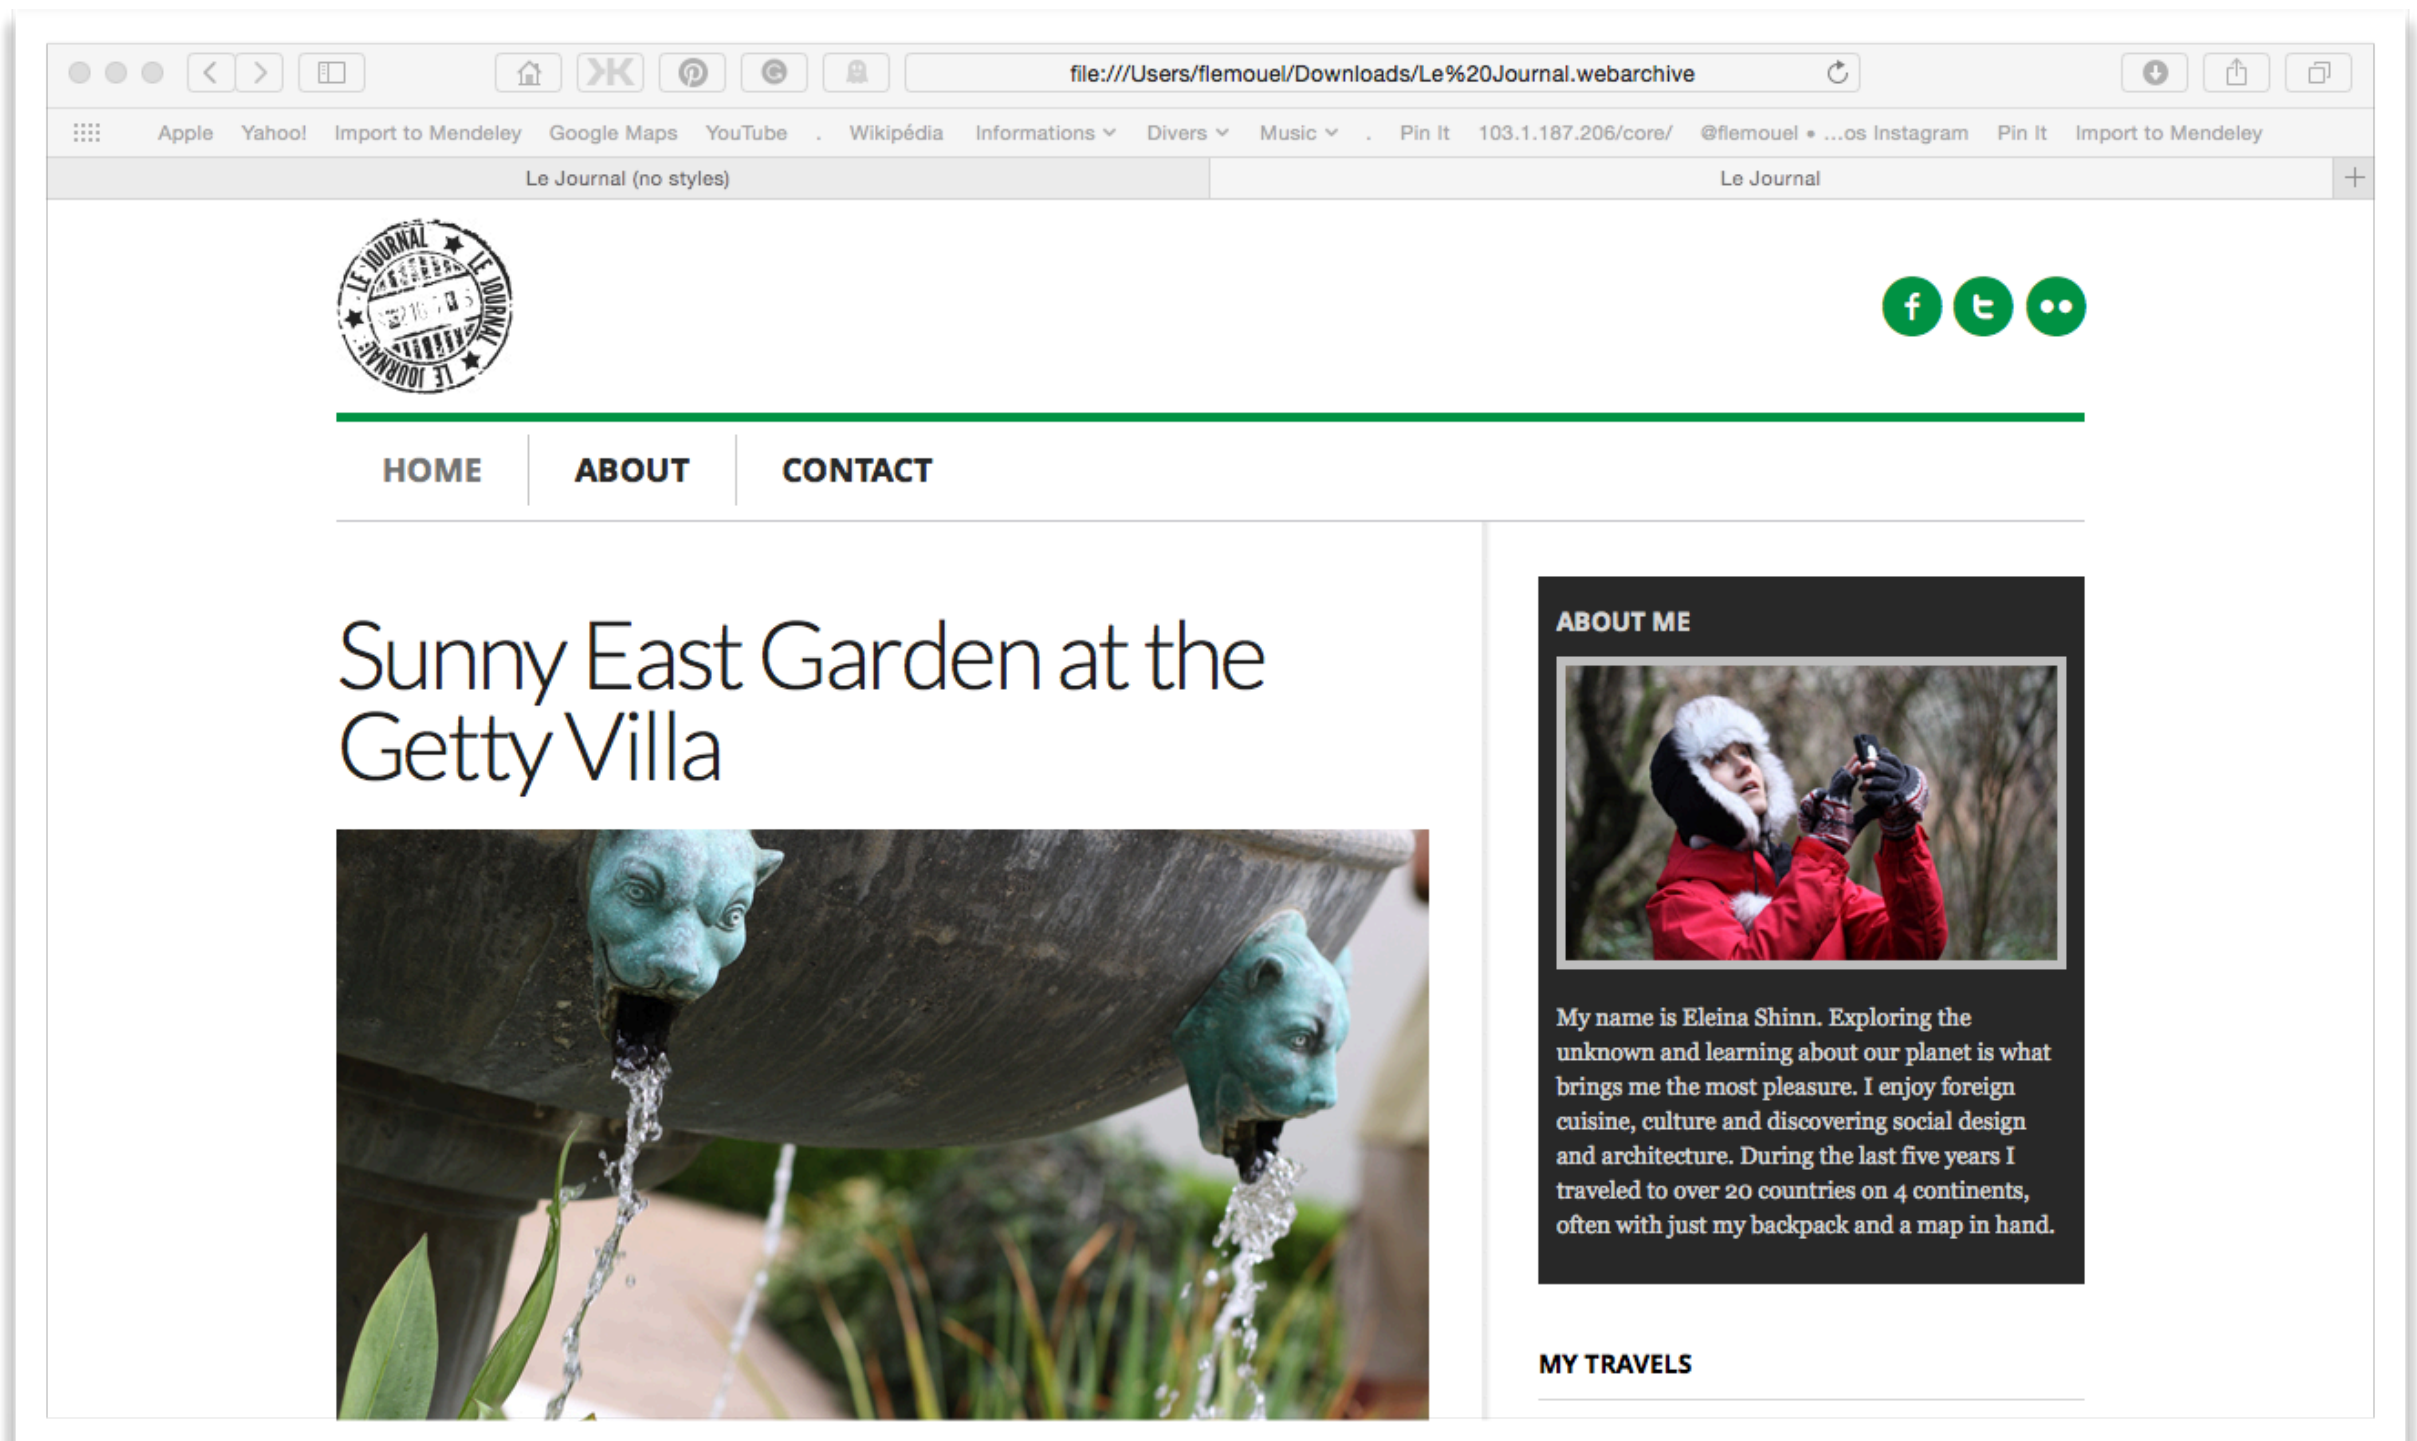 file:///Users/flemouel/Downloads/Le%20Journal.webarchive
Apple Yahoo! Import to Mendeley Google Maps YouTube . Wikipédia Informations Divers Music . Pin It 103.1.187.206/core/ @flemouel • ...os Instagram Pin It Import to Mendeley
Le Journal (no styles) Le Journal
LE JOURNAL LE JOURNAL LE JOURNAL
HOME ABOUT CONTACT
Sunny East Garden at the
Getty Villa
ABOUT ME
My name is Eleina Shinn. Exploring the
unknown and learning about our planet is what
brings me the most pleasure. I enjoy foreign
cuisine, culture and discovering social design
and architecture. During the last five years I
traveled to over 20 countries on 4 continents,
often with just my backpack and a map in hand.
MY TRAVELS